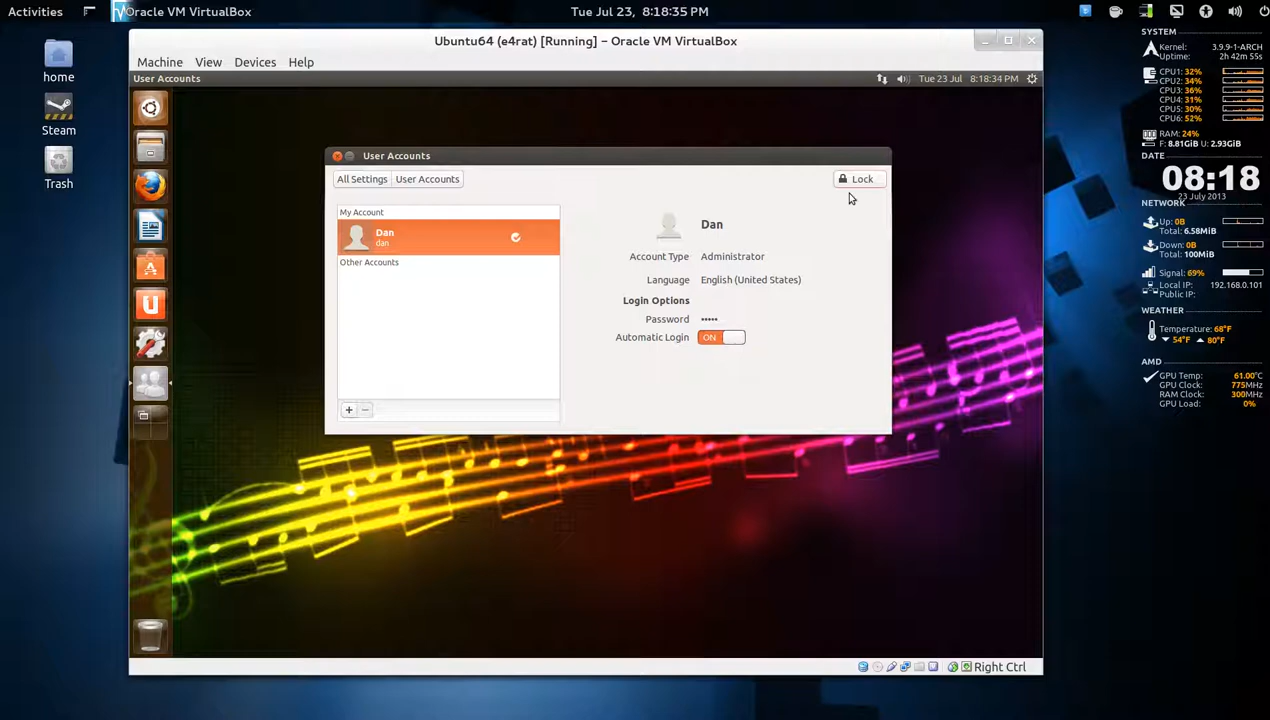 Activities
Oracle VM VirtualBox
Tue Jul 23, 8:18:35 PM
home
Steam
Trash
Ubuntu64 (e4rat) [Running] – Oracle VM VirtualBox
Machine View Devices Help
User Accounts
Tue 23 Jul 8:18:34 PM
User Accounts
All Settings User Accounts
Lock
My Account
Dan
dan
Other Accounts
Dan
Account Type Administrator
Language English (United States)
Login Options
Password •••••
Automatic Login ON
+ −
Right Ctrl
SYSTEM
Kernel: 3.9.9-1-ARCH
Uptime: 2h 42m 55s
CPU1: 32%
CPU2: 34%
CPU3: 36%
CPU4: 31%
CPU5: 30%
CPU6: 52%
RAM: 24%
F: 8.81GiB U: 2.93GiB
DATE
08:18
23 July 2013
NETWORK
Up: 0B
Total: 6.58MiB
Down: 0B
Total: 100MiB
Signal: 69%
Local IP: 192.168.0.101
Public IP:
WEATHER
Temperature: 68°F
54°F 80°F
AMD
GPU Temp: 61.00°C
GPU Clock: 775MHz
RAM Clock: 300MHz
GPU Load: 0%